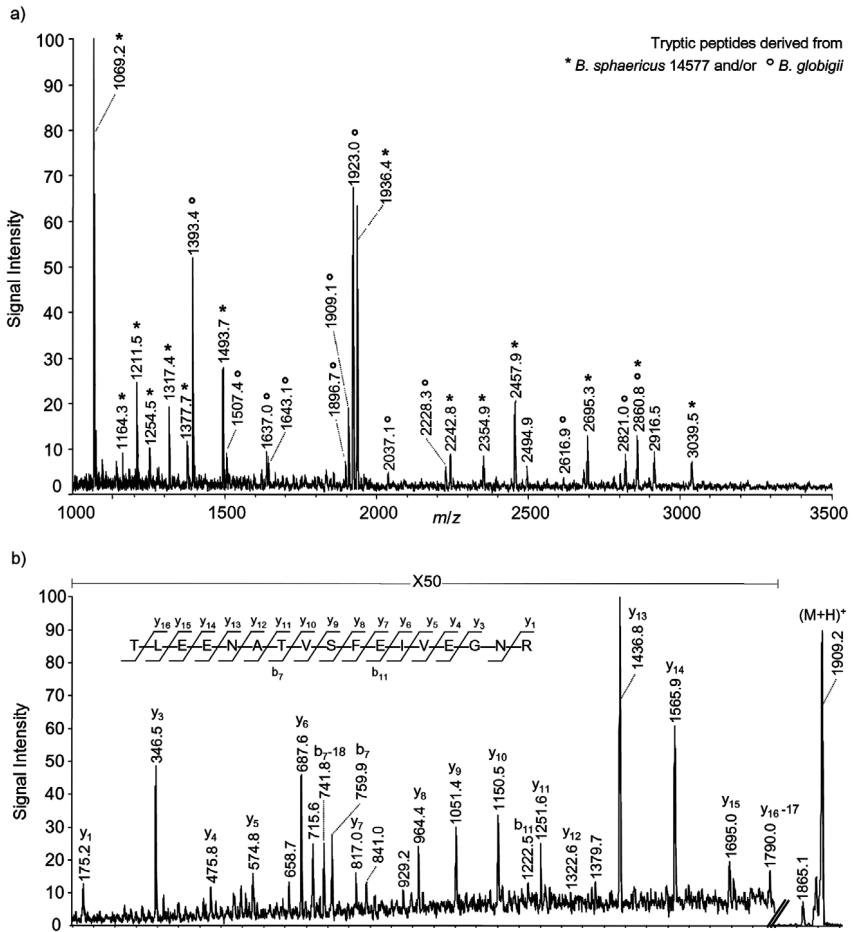 a)
Tryptic peptides derived from
* B. sphaericus 14577 and/or ° B. globigii
Signal Intensity
100
90
80
70
60
50
40
30
20
10
0
1069.2 *
1164.3 *
1211.5 *
1254.5 *
1317.4 *
1377.7 *
1393.4 °
1493.7 *
1507.4 °
1637.0 °
1643.1 °
1896.7 °
1909.1 °
1923.0 °
1936.4 *
2037.1 °
2228.3 °
2242.8 *
2354.9 *
2457.9 *
2494.9
2616.9 °
2695.3 *
2821.0 °
2860.8 ° *
2916.5
3039.5 *
1000 1500 2000 2500 3000 3500
m/z
b)
X50
Signal Intensity
100
90
80
70
60
50
40
30
20
10
0
y16 y15 y14 y13 y12 y11 y10 y9 y8 y7 y6 y5 y4 y3 y1
T-L-E-E-N-A-T-V-S-F-E-I-V-E-G-N-R
b7 b11
y1 175.2
y3 346.5
y4 475.8
y5 574.8
658.7
y6 687.6
715.6
b7-18 741.8
b7 759.9
y7 817.0
841.0
929.2
y8 964.4
y9 1051.4
y10 1150.5
b11 1222.5
y11 1251.6
y12 1322.6
1379.7
y13 1436.8
y14 1565.9
y15 1695.0
y16-17 1790.0
1865.1
(M+H)+ 1909.2